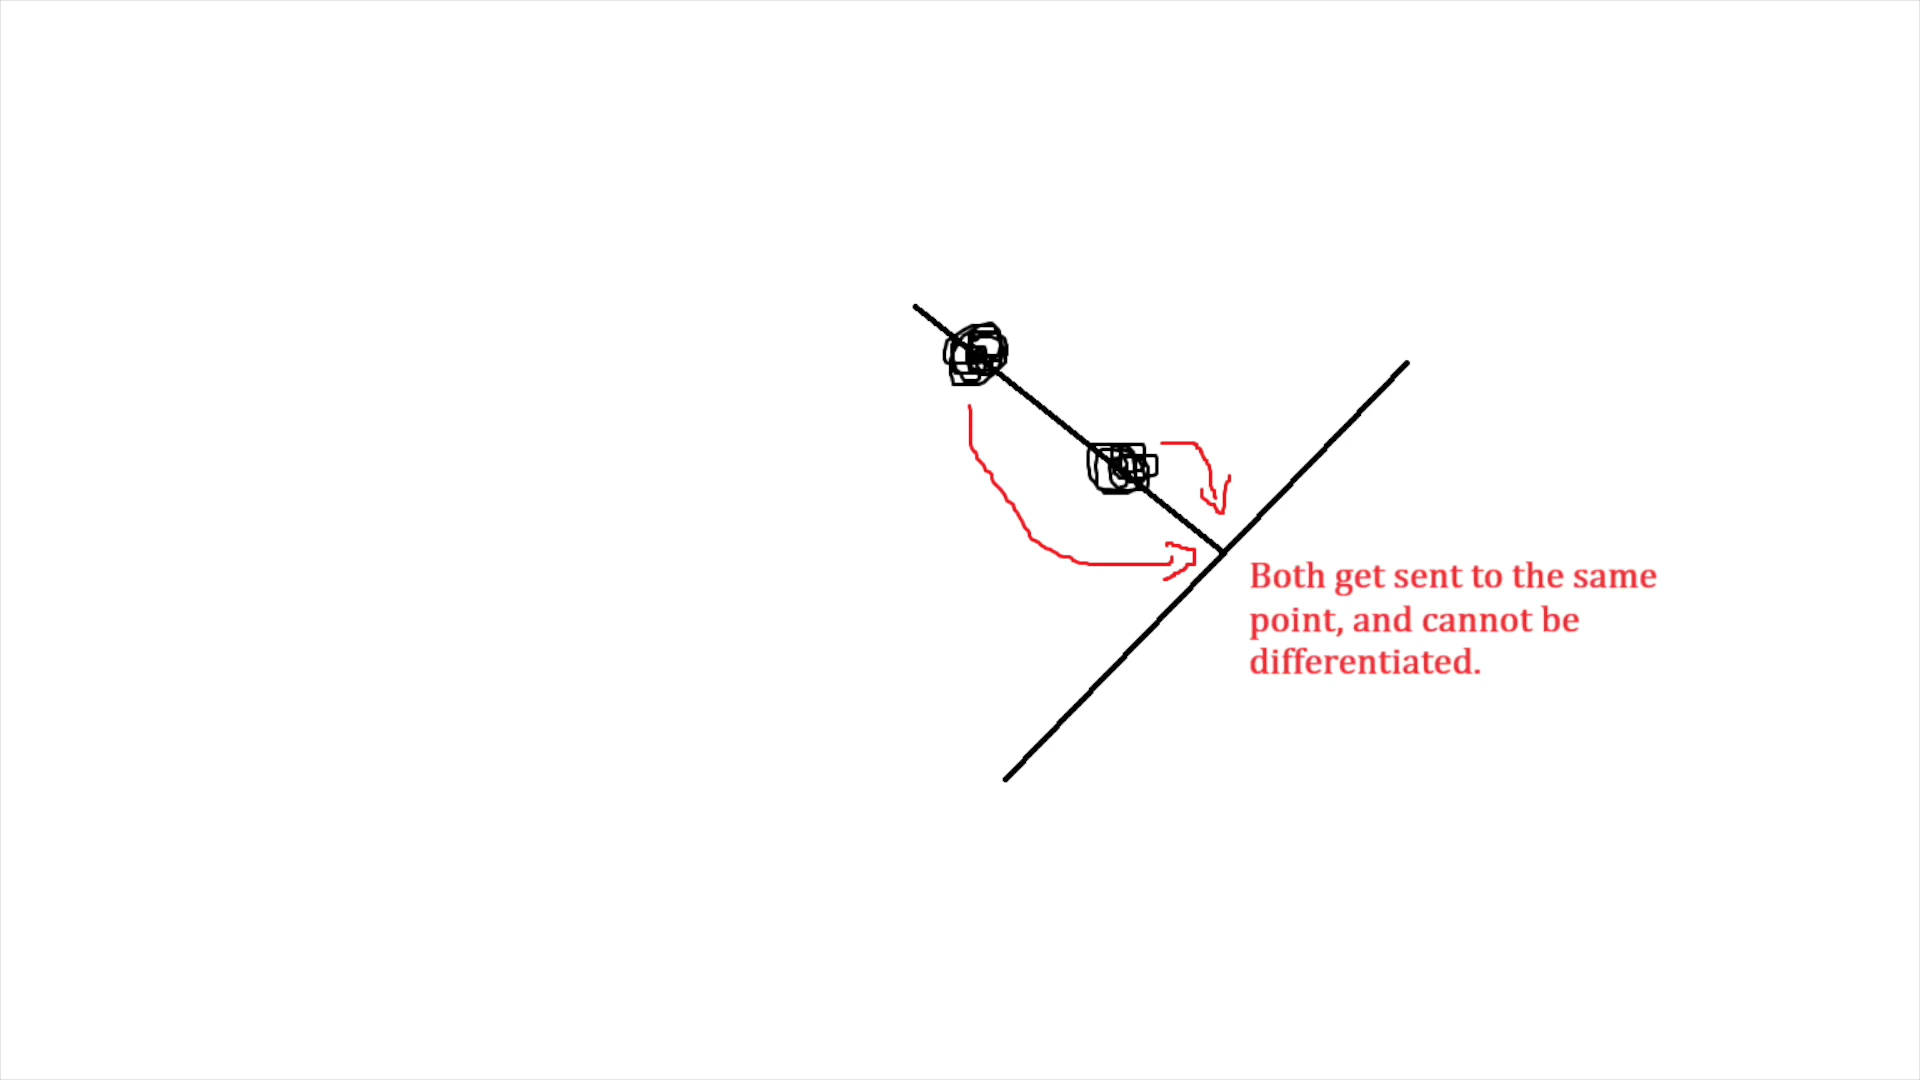 Both get sent to the same
point, and cannot be
differentiated.